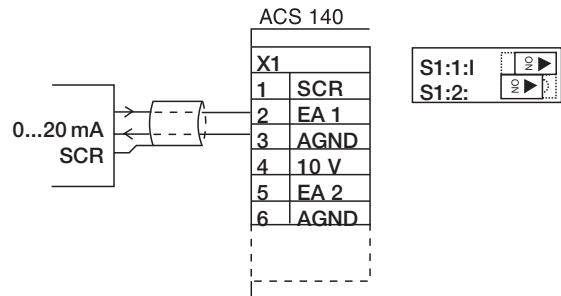 ACS 140
X1
1 SCR
2 EA 1
3 AGND
4 10 V
5 EA 2
6 AGND
0...20 mA
SCR
S1:1:I
ON
S1:2:
ON